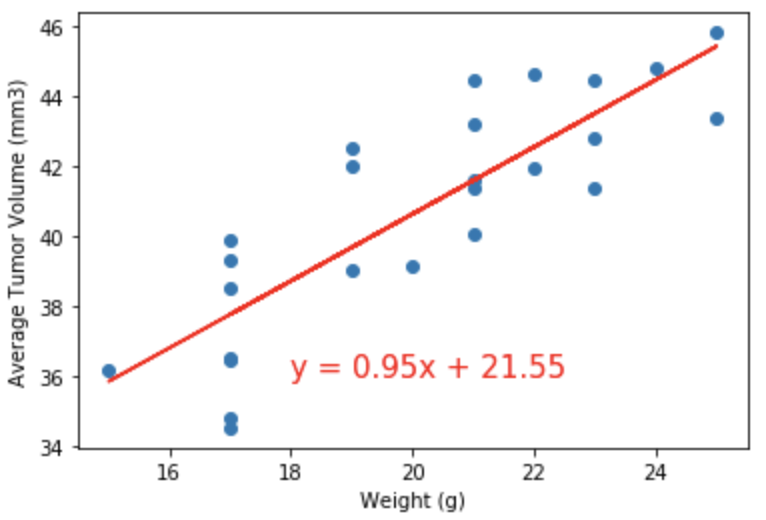 46
44
42
40
38
36
34
Average Tumor Volume (mm3)
y = 0.95x + 21.55
16 18 20 22 24
Weight (g)